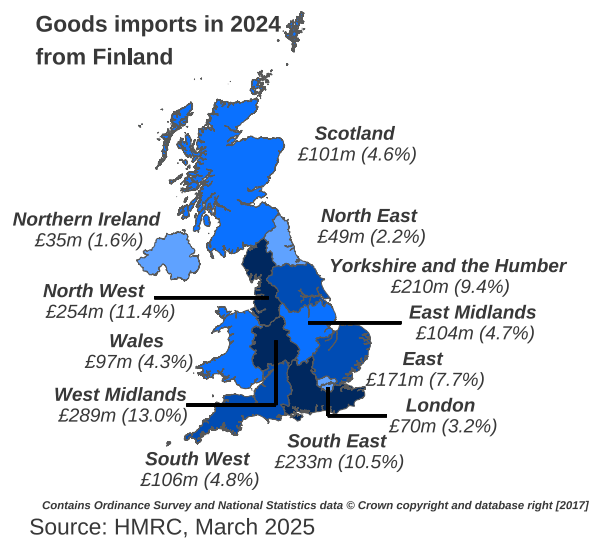 Goods imports in 2024
from Finland
Scotland
£101m (4.6%)
Northern Ireland
£35m (1.6%)
North East
£49m (2.2%)
Yorkshire and the Humber
£210m (9.4%)
North West
£254m (11.4%)
East Midlands
£104m (4.7%)
Wales
£97m (4.3%)
East
£171m (7.7%)
West Midlands
£289m (13.0%)
London
£70m (3.2%)
South East
£233m (10.5%)
South West
£106m (4.8%)
Contains Ordinance Survey and National Statistics data © Crown copyright and database right [2017]
Source: HMRC, March 2025